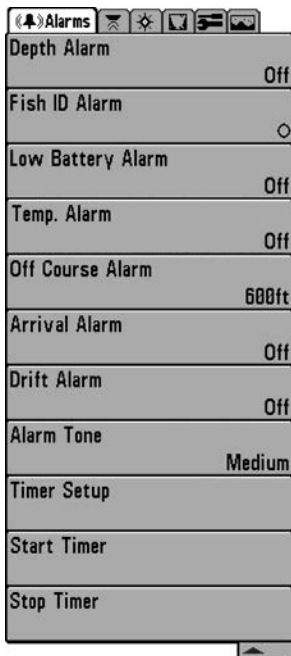 Alarms
Depth Alarm
Off
Fish ID Alarm
Low Battery Alarm
Off
Temp. Alarm
Off
Off Course Alarm
600ft
Arrival Alarm
Off
Drift Alarm
Off
Alarm Tone
Medium
Timer Setup
Start Timer
Stop Timer